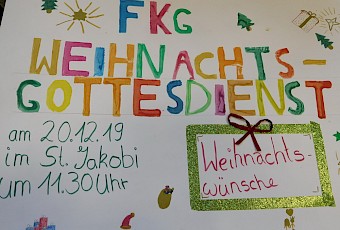 FKG
WEIHNACHTS-
GOTTESDIENST
am 20.12.19
im St. Jakobi
um 11.30 Uhr
Weihnachts-
wünsche